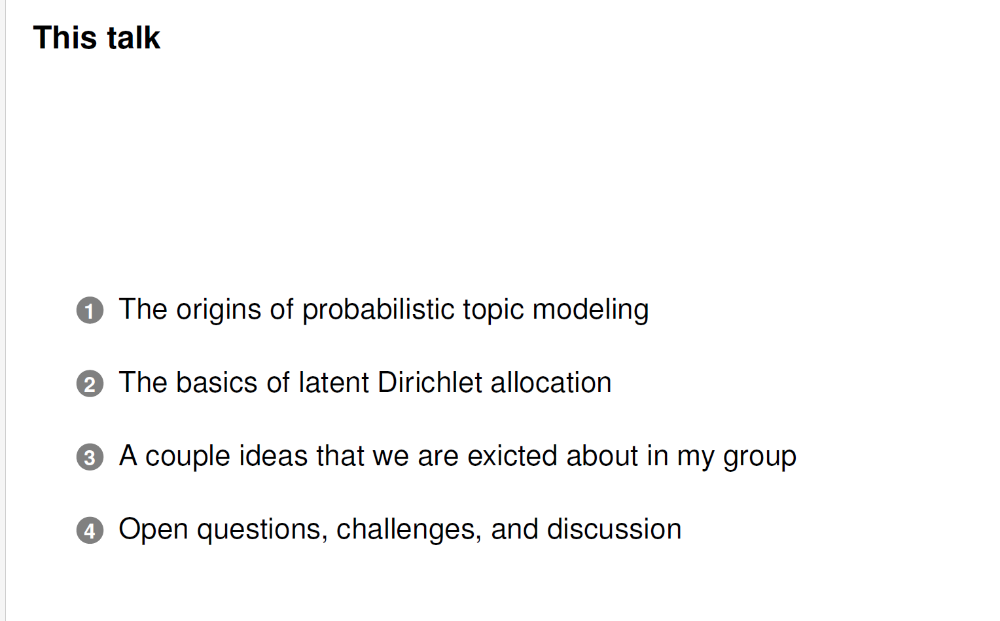 This talk
1 The origins of probabilistic topic modeling
2 The basics of latent Dirichlet allocation
3 A couple ideas that we are exicted about in my group
4 Open questions, challenges, and discussion